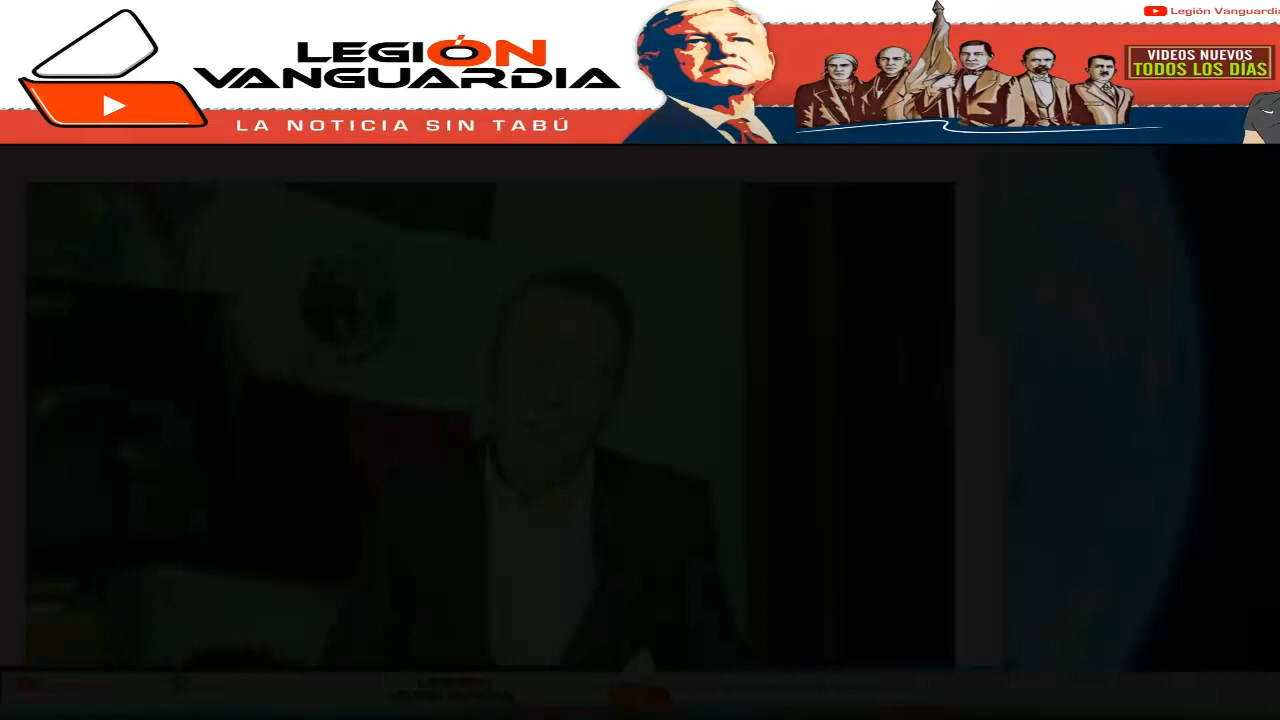 LEGIÓN
VANGUARDIA
LA NOTICIA SIN TABÚ
Legión Vanguardia
VIDEOS NUEVOS
TODOS LOS DÍAS